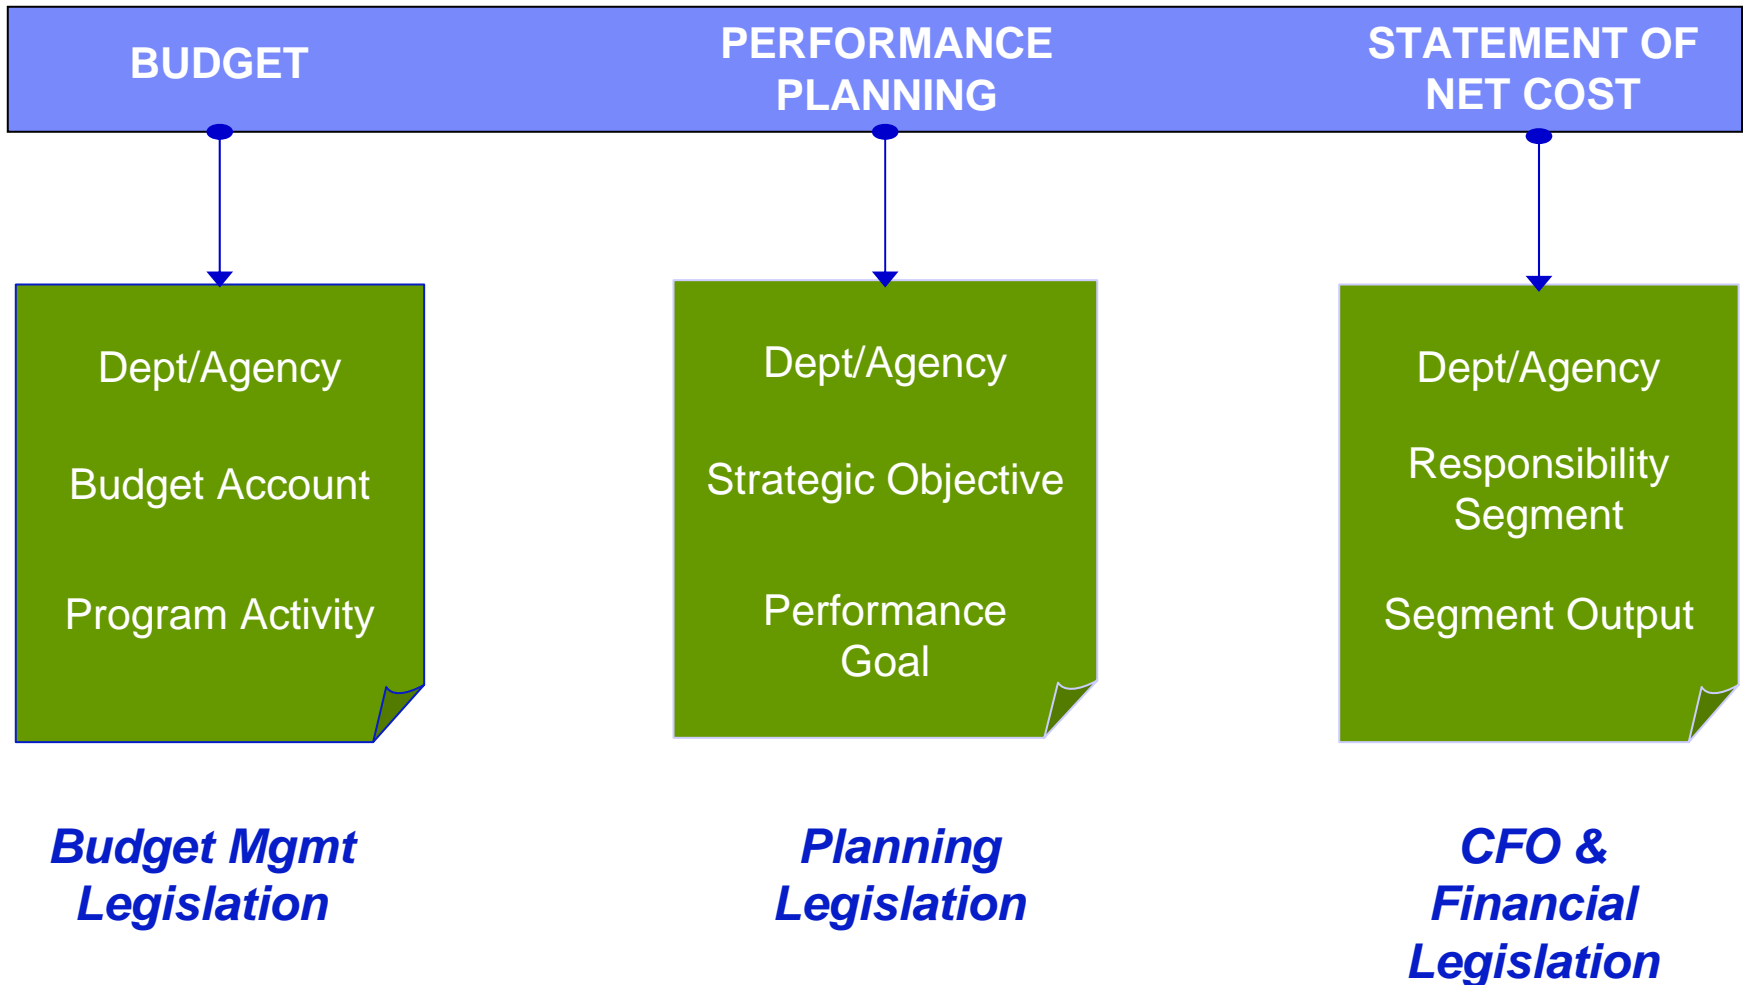 BUDGET
PERFORMANCE
PLANNING
STATEMENT OF
NET COST
Dept/Agency
Budget Account
Program Activity
Dept/Agency
Strategic Objective
Performance
Goal
Dept/Agency
Responsibility
Segment
Segment Output
Budget Mgmt
Legislation
Planning
Legislation
CFO &
Financial
Legislation